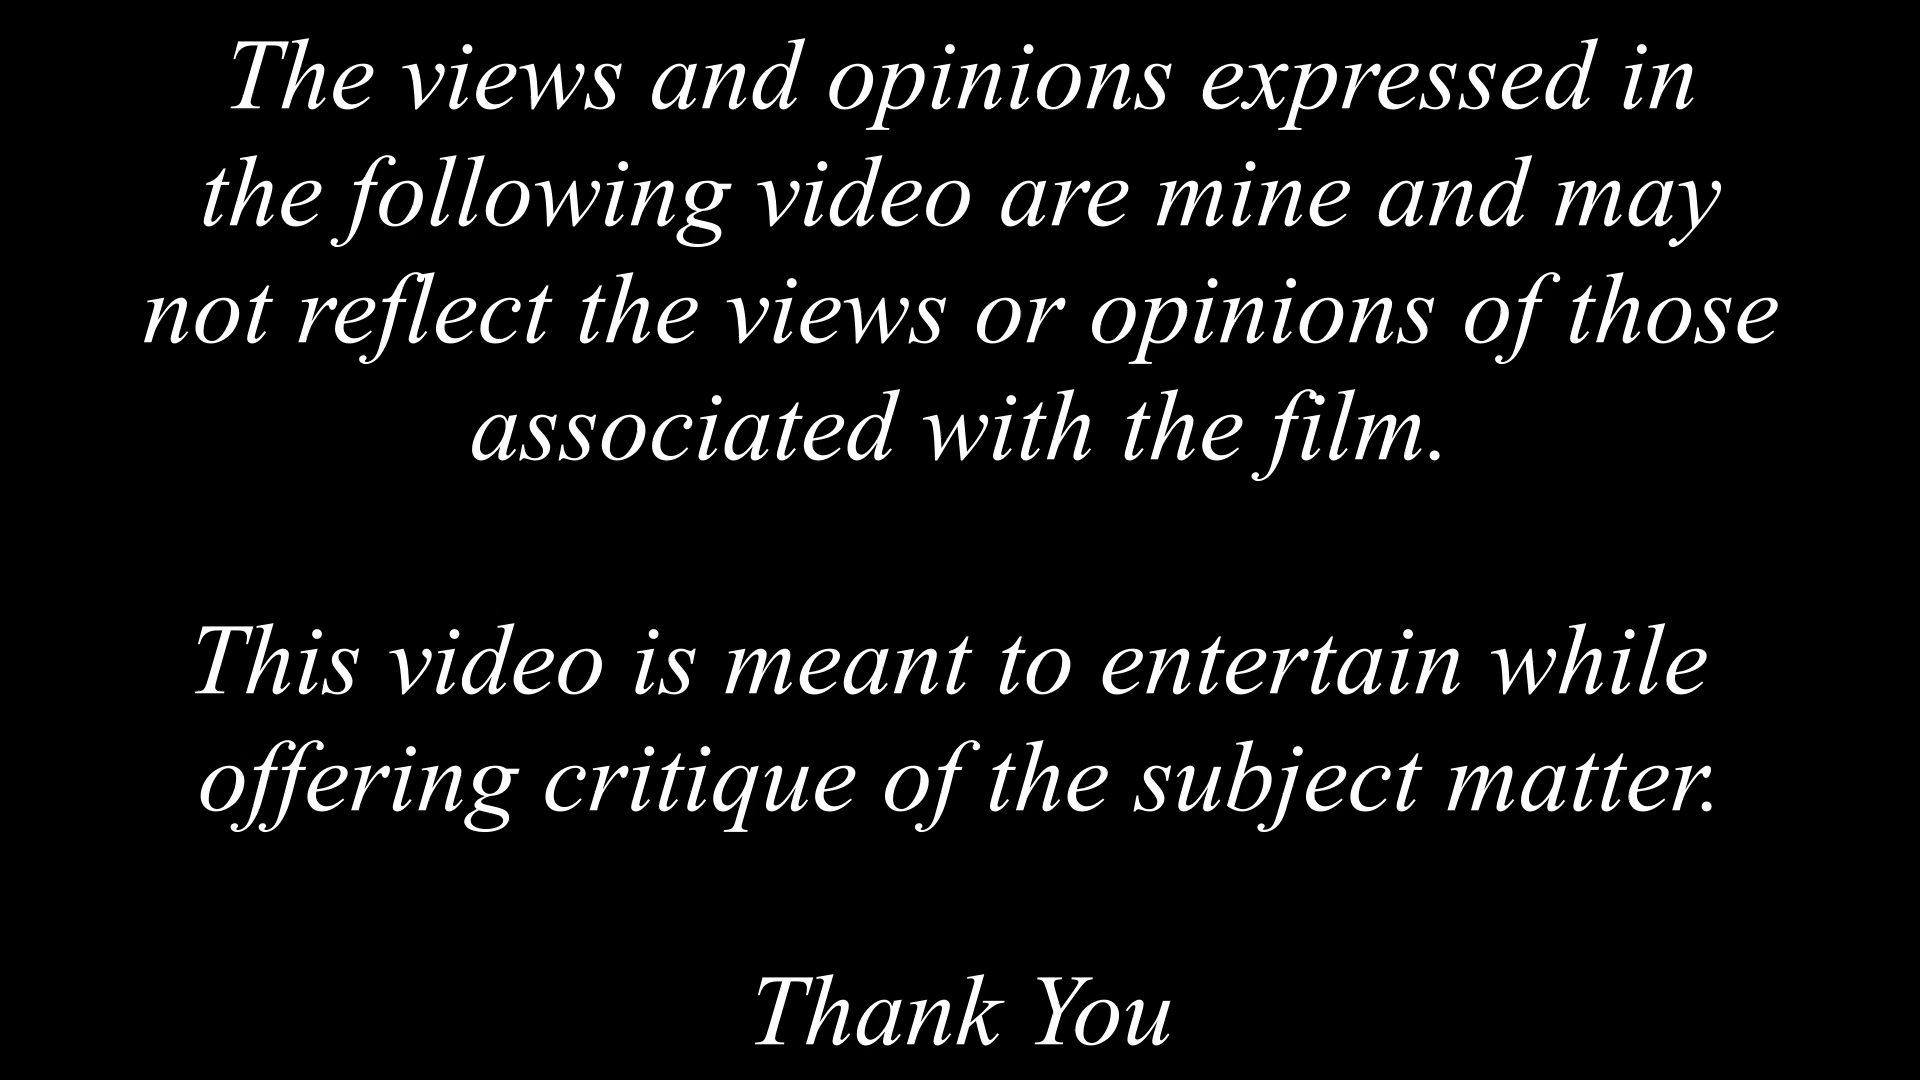 The views and opinions expressed in
the following video are mine and may
not reflect the views or opinions of those
associated with the film.
This video is meant to entertain while
offering critique of the subject matter.
Thank You